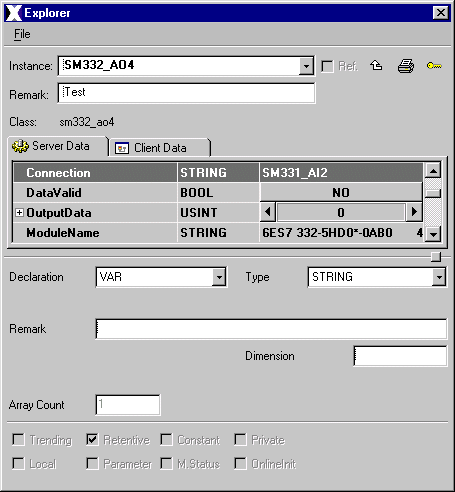 Explorer
File
Instance: SM332_AO4 Ref.
Remark: Test
Class: sm332_ao4
Server Data Client Data
Connection STRING SM331_AI2
DataValid BOOL NO
OutputData USINT 0
ModuleName STRING 6ES7 332-5HD0*-0AB0 4
Declaration VAR Type STRING
Remark
Dimension
Array Count 1
Trending Retentive Constant Private
Local Parameter M.Status OnlineInit